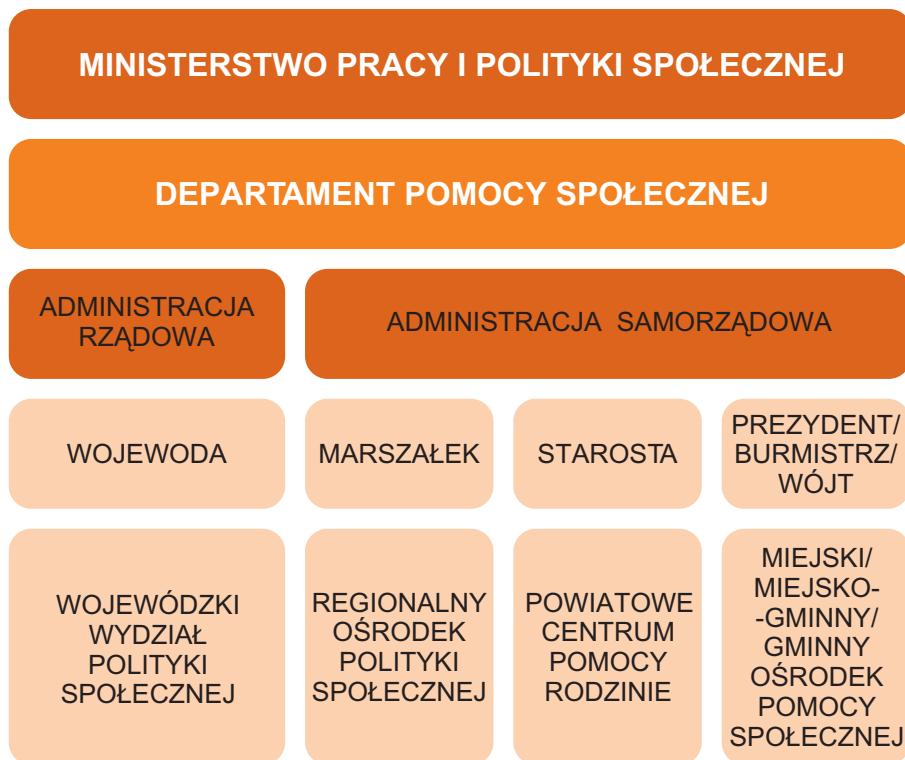 MINISTERSTWO PRACY I POLITYKI SPOŁECZNEJ
DEPARTAMENT POMOCY SPOŁECZNEJ
ADMINISTRACJA
RZĄDOWA
ADMINISTRACJA SAMORZĄDOWA
WOJEWODA
MARSZAŁEK
STAROSTA
PREZYDENT/
BURMISTRZ/
WÓJT
WOJEWÓDZKI
WYDZIAŁ
POLITYKI
SPOŁECZNEJ
REGIONALNY
OŚRODEK
POLITYKI
SPOŁECZNEJ
POWIATOWE
CENTRUM
POMOCY
RODZINIE
MIEJSKI/
MIEJSKO-
-GMINNY/
GMINNY
OŚRODEK
POMOCY
SPOŁECZNEJ